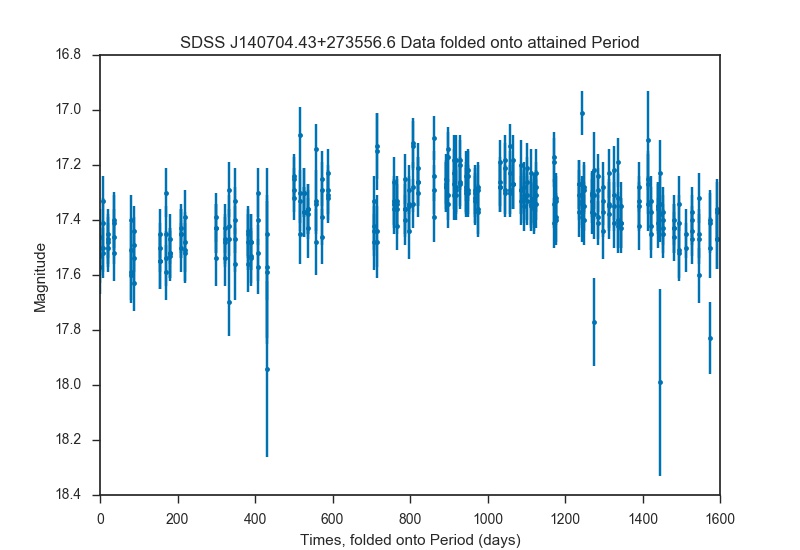 SDSS J140704.43+273556.6 Data folded onto attained Period
16.8
17.0
17.2
17.4
17.6
17.8
18.0
18.2
18.4
Magnitude
0 200 400 600 800 1000 1200 1400 1600
Times, folded onto Period (days)